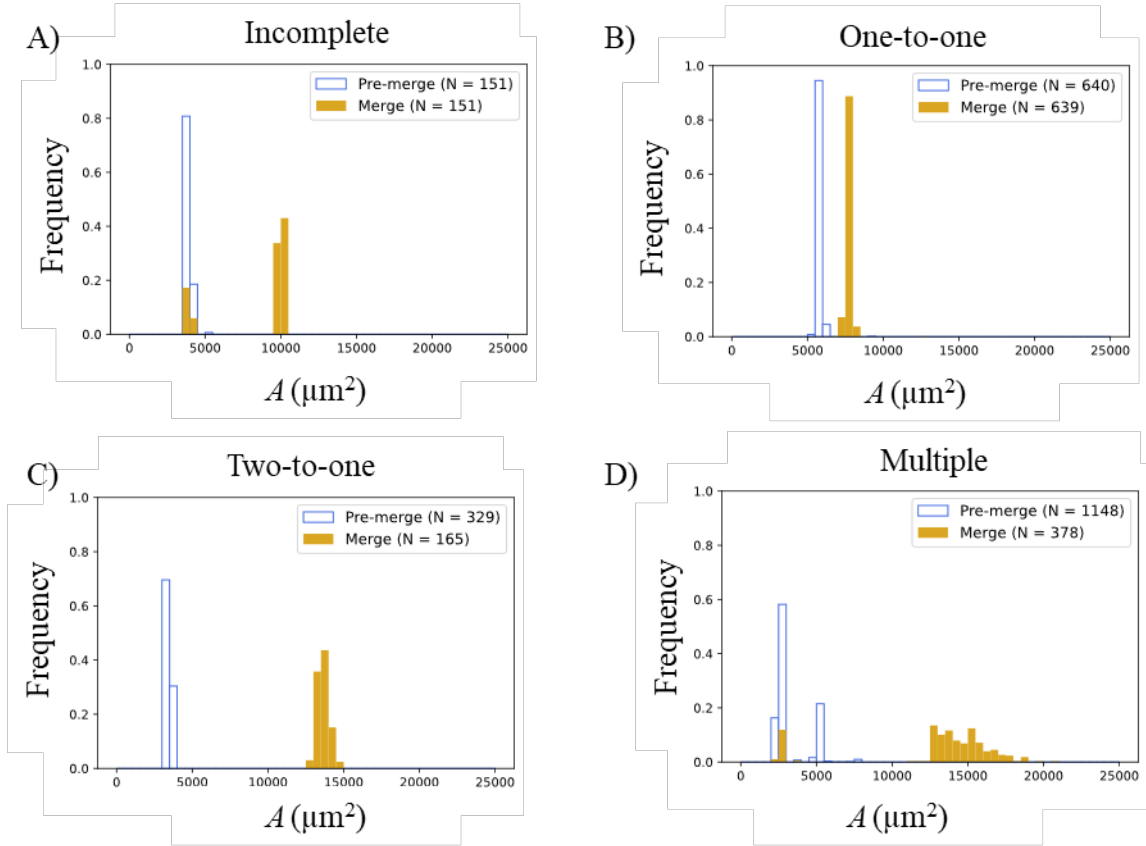 A)
Incomplete
1.0
0.8
0.6
0.4
0.2
0.0
Frequency
Pre-merge (N = 151)
Merge (N = 151)
0 5000 10000 15000 20000 25000
A (μm²)
B)
One-to-one
1.0
0.8
0.6
0.4
0.2
0.0
Frequency
Pre-merge (N = 640)
Merge (N = 639)
0 5000 10000 15000 20000 25000
A (μm²)
C)
Two-to-one
1.0
0.8
0.6
0.4
0.2
0.0
Frequency
Pre-merge (N = 329)
Merge (N = 165)
0 5000 10000 15000 20000 25000
A (μm²)
D)
Multiple
1.0
0.8
0.6
0.4
0.2
0.0
Frequency
Pre-merge (N = 1148)
Merge (N = 378)
0 5000 10000 15000 20000 25000
A (μm²)